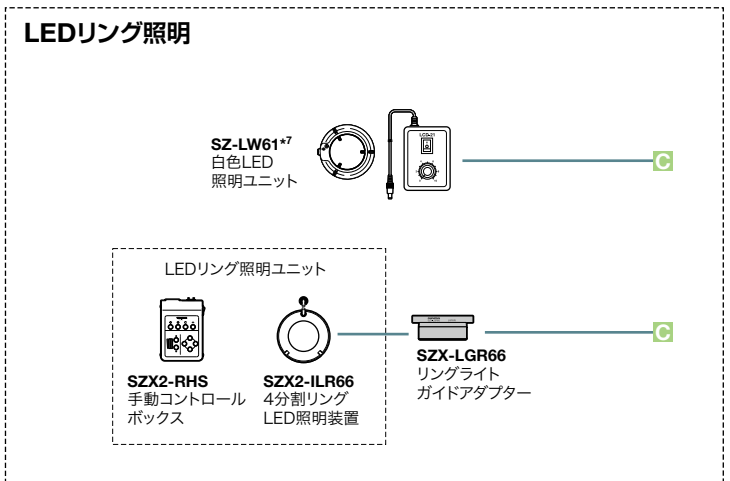 LEDリング照明
LCD-21
SZ-LW61*7
白色LED
照明ユニット
C
LEDリング照明ユニット
SZX2-RHS
手動コントロール
ボックス
SZX2-ILR66
4分割リング
LED照明装置
SZX-LGR66
リングライト
ガイドアダプター
C